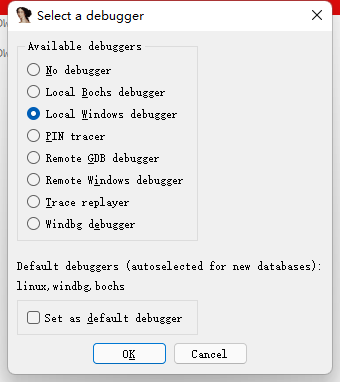 Select a debugger
Available debuggers
No debugger
Local Bochs debugger
Local Windows debugger
PIN tracer
Remote GDB debugger
Remote Windows debugger
Trace replayer
Windbg debugger
Default debuggers (autoselected for new databases):
linux,windbg,bochs
Set as default debugger
OK
Cancel